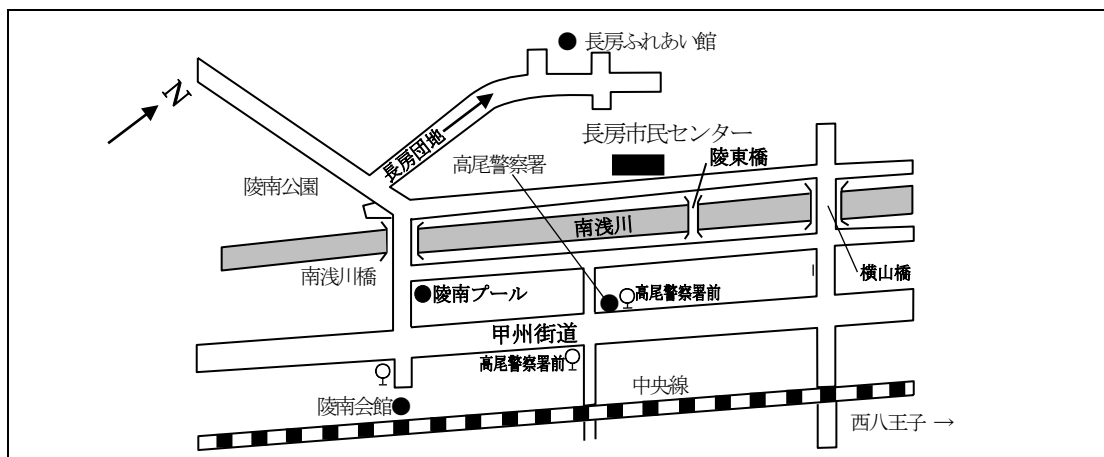 長房ふれあい館
N
長房団地
長房市民センター
高尾警察署
陵東橋
陵南公園
南浅川
南浅川橋
横山橋
陵南プール
高尾警察署前
甲州街道
高尾警察署前
中央線
陵南会館
西八王子 →